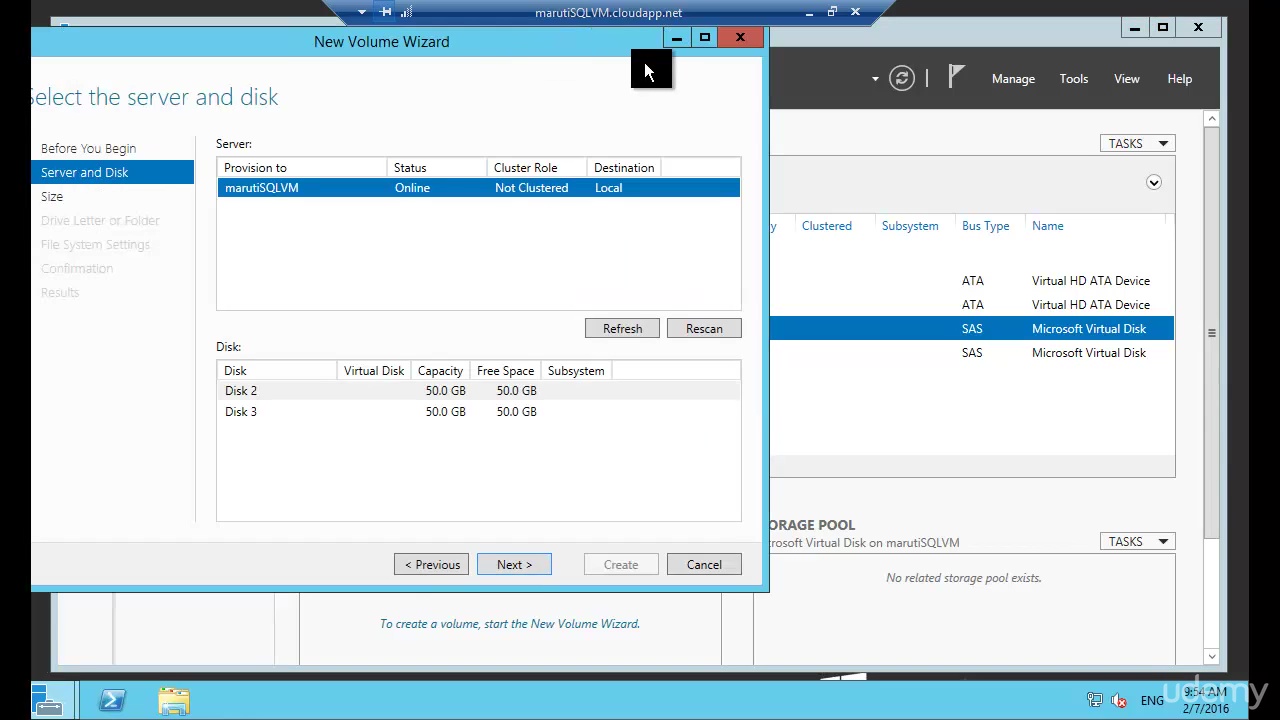 marutiSQLVM.cloudapp.net
New Volume Wizard
Select the server and disk
Before You Begin
Server and Disk
Size
Drive Letter or Folder
File System Settings
Confirmation
Results
Server:
Provision to Status Cluster Role Destination
marutiSQLVM Online Not Clustered Local
Refresh Rescan
Disk:
Disk Virtual Disk Capacity Free Space Subsystem
Disk 2 50.0 GB 50.0 GB
Disk 3 50.0 GB 50.0 GB
< Previous Next > Create Cancel
Manage Tools View Help
TASKS
y Clustered Subsystem Bus Type Name
ATA Virtual HD ATA Device
ATA Virtual HD ATA Device
SAS Microsoft Virtual Disk
SAS Microsoft Virtual Disk
ORAGE POOL
rosoft Virtual Disk on marutiSQLVM
TASKS
No related storage pool exists.
To create a volume, start the New Volume Wizard.
ENG
9:54 AM
2/7/2016
udemy